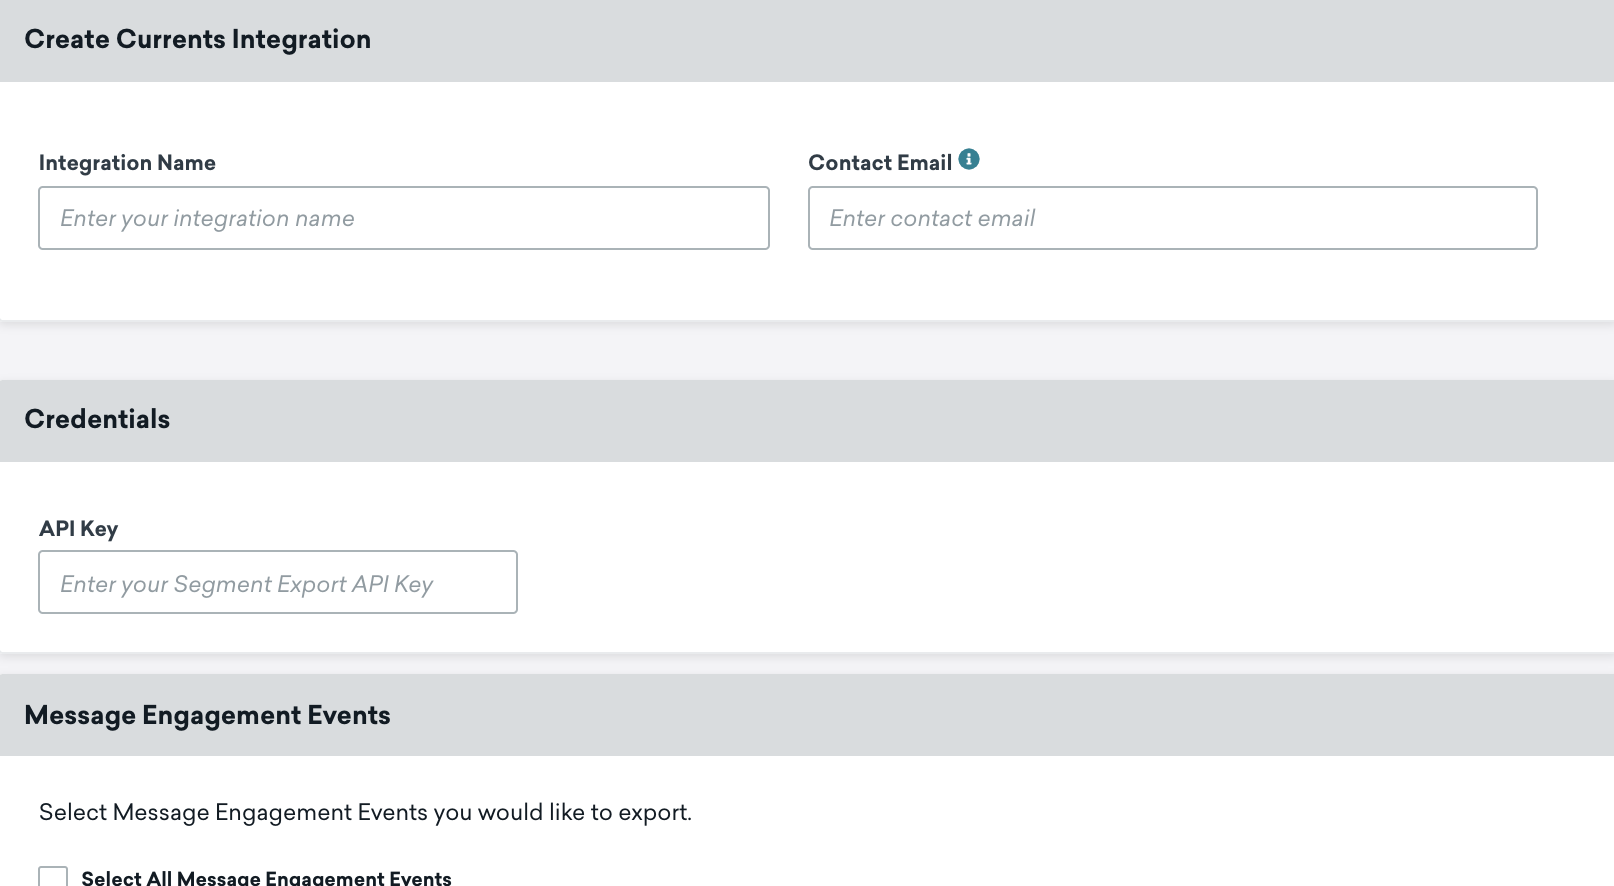 Create Currents Integration
Integration Name
Contact Email
Enter your integration name
Enter contact email
Credentials
API Key
Enter your Segment Export API Key
Message Engagement Events
Select Message Engagement Events you would like to export.
Select All Message Engagement Events